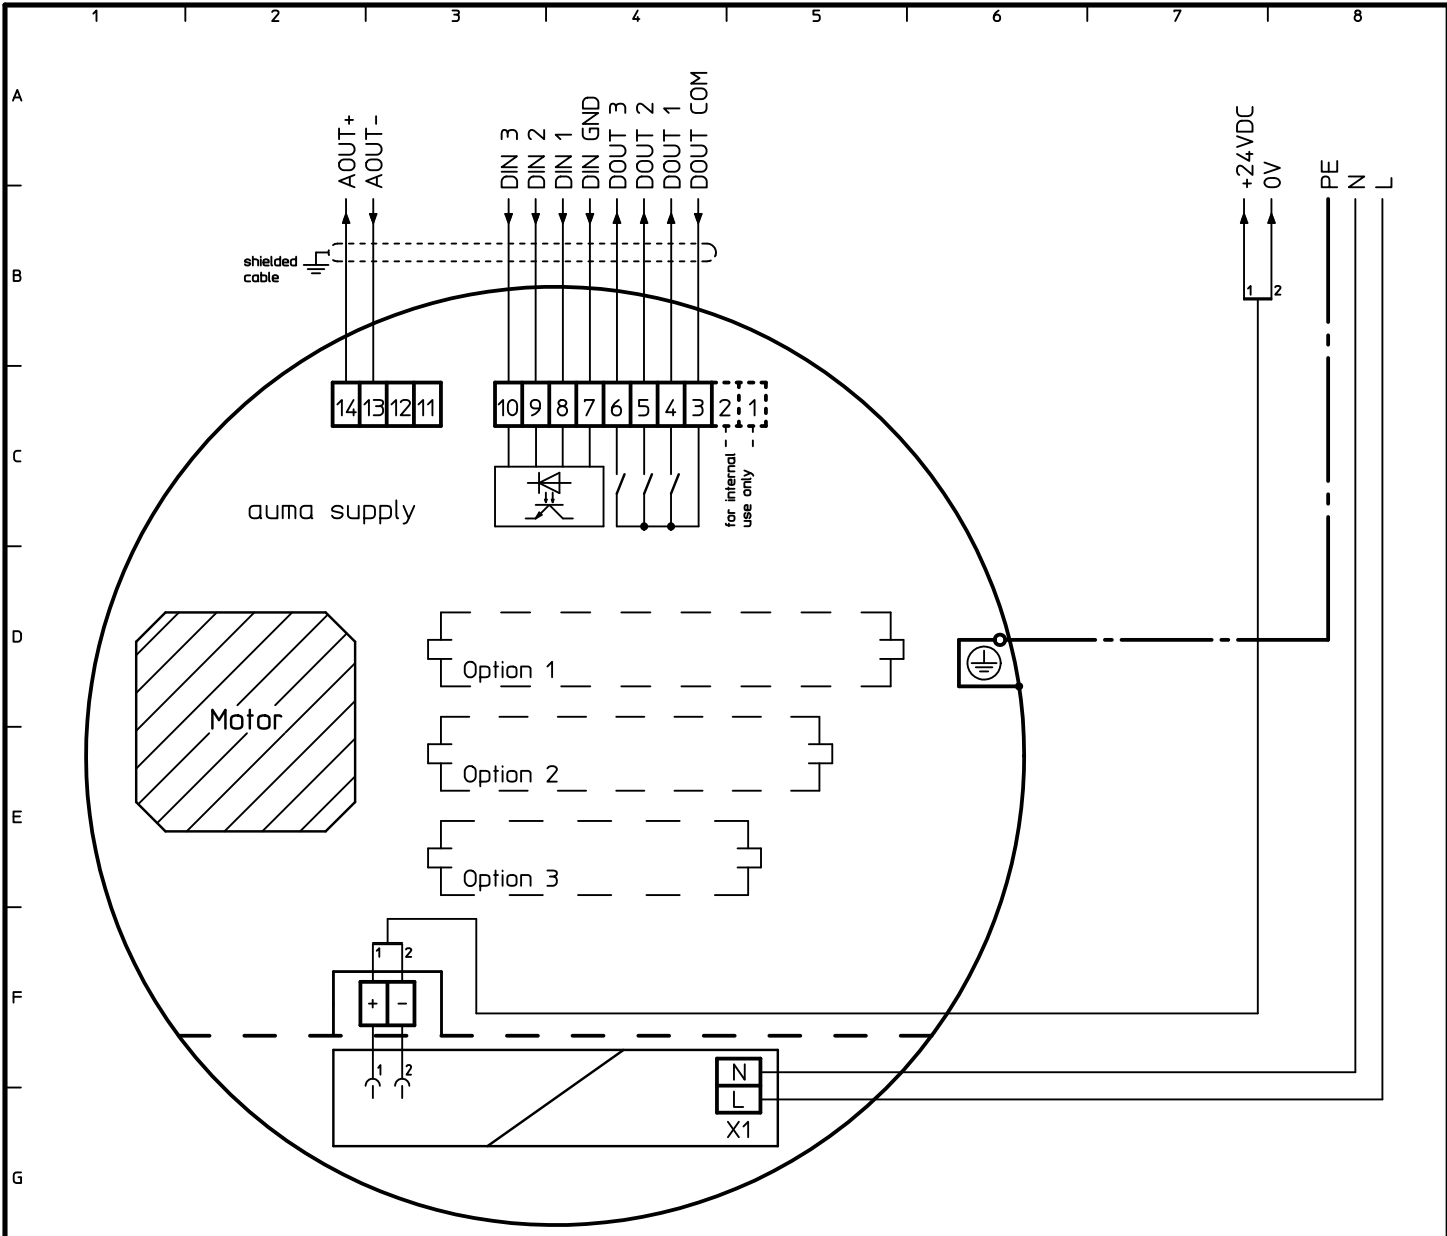 1 2 3 4 5 6 7 8
A
B
C
D
E
F
G
AOUT+
AOUT-
DIN 3
DIN 2
DIN 1
DIN GND
DOUT 3
DOUT 2
DOUT 1
DOUT COM
+24VDC
0V
PE
N
L
shielded
cable
1 2
14 13 12 11
10 9 8 7 6 5 4 3 2 1
for internal
use only
auma supply
Motor
Option 1
Option 2
Option 3
1 2
+ -
1 2
N
L
X1